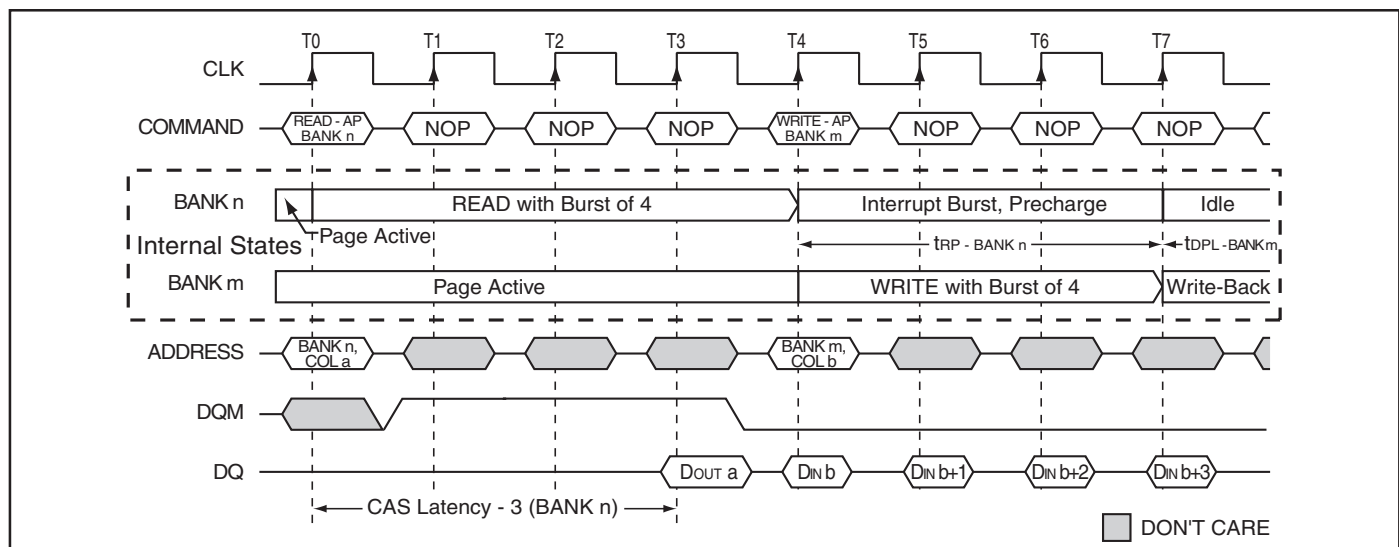 T0 T1 T2 T3 T4 T5 T6 T7
CLK
COMMAND READ - AP BANK n NOP NOP NOP WRITE - AP BANK m NOP NOP NOP
BANK n READ with Burst of 4 Interrupt Burst, Precharge Idle
Page Active
Internal States tRP - BANK n tDPL - BANK m
BANK m Page Active WRITE with Burst of 4 Write-Back
ADDRESS BANK n, COL a BANK m, COL b
DQM
DQ DOUT a DIN b DIN b+1 DIN b+2 DIN b+3
CAS Latency - 3 (BANK n)
DON'T CARE